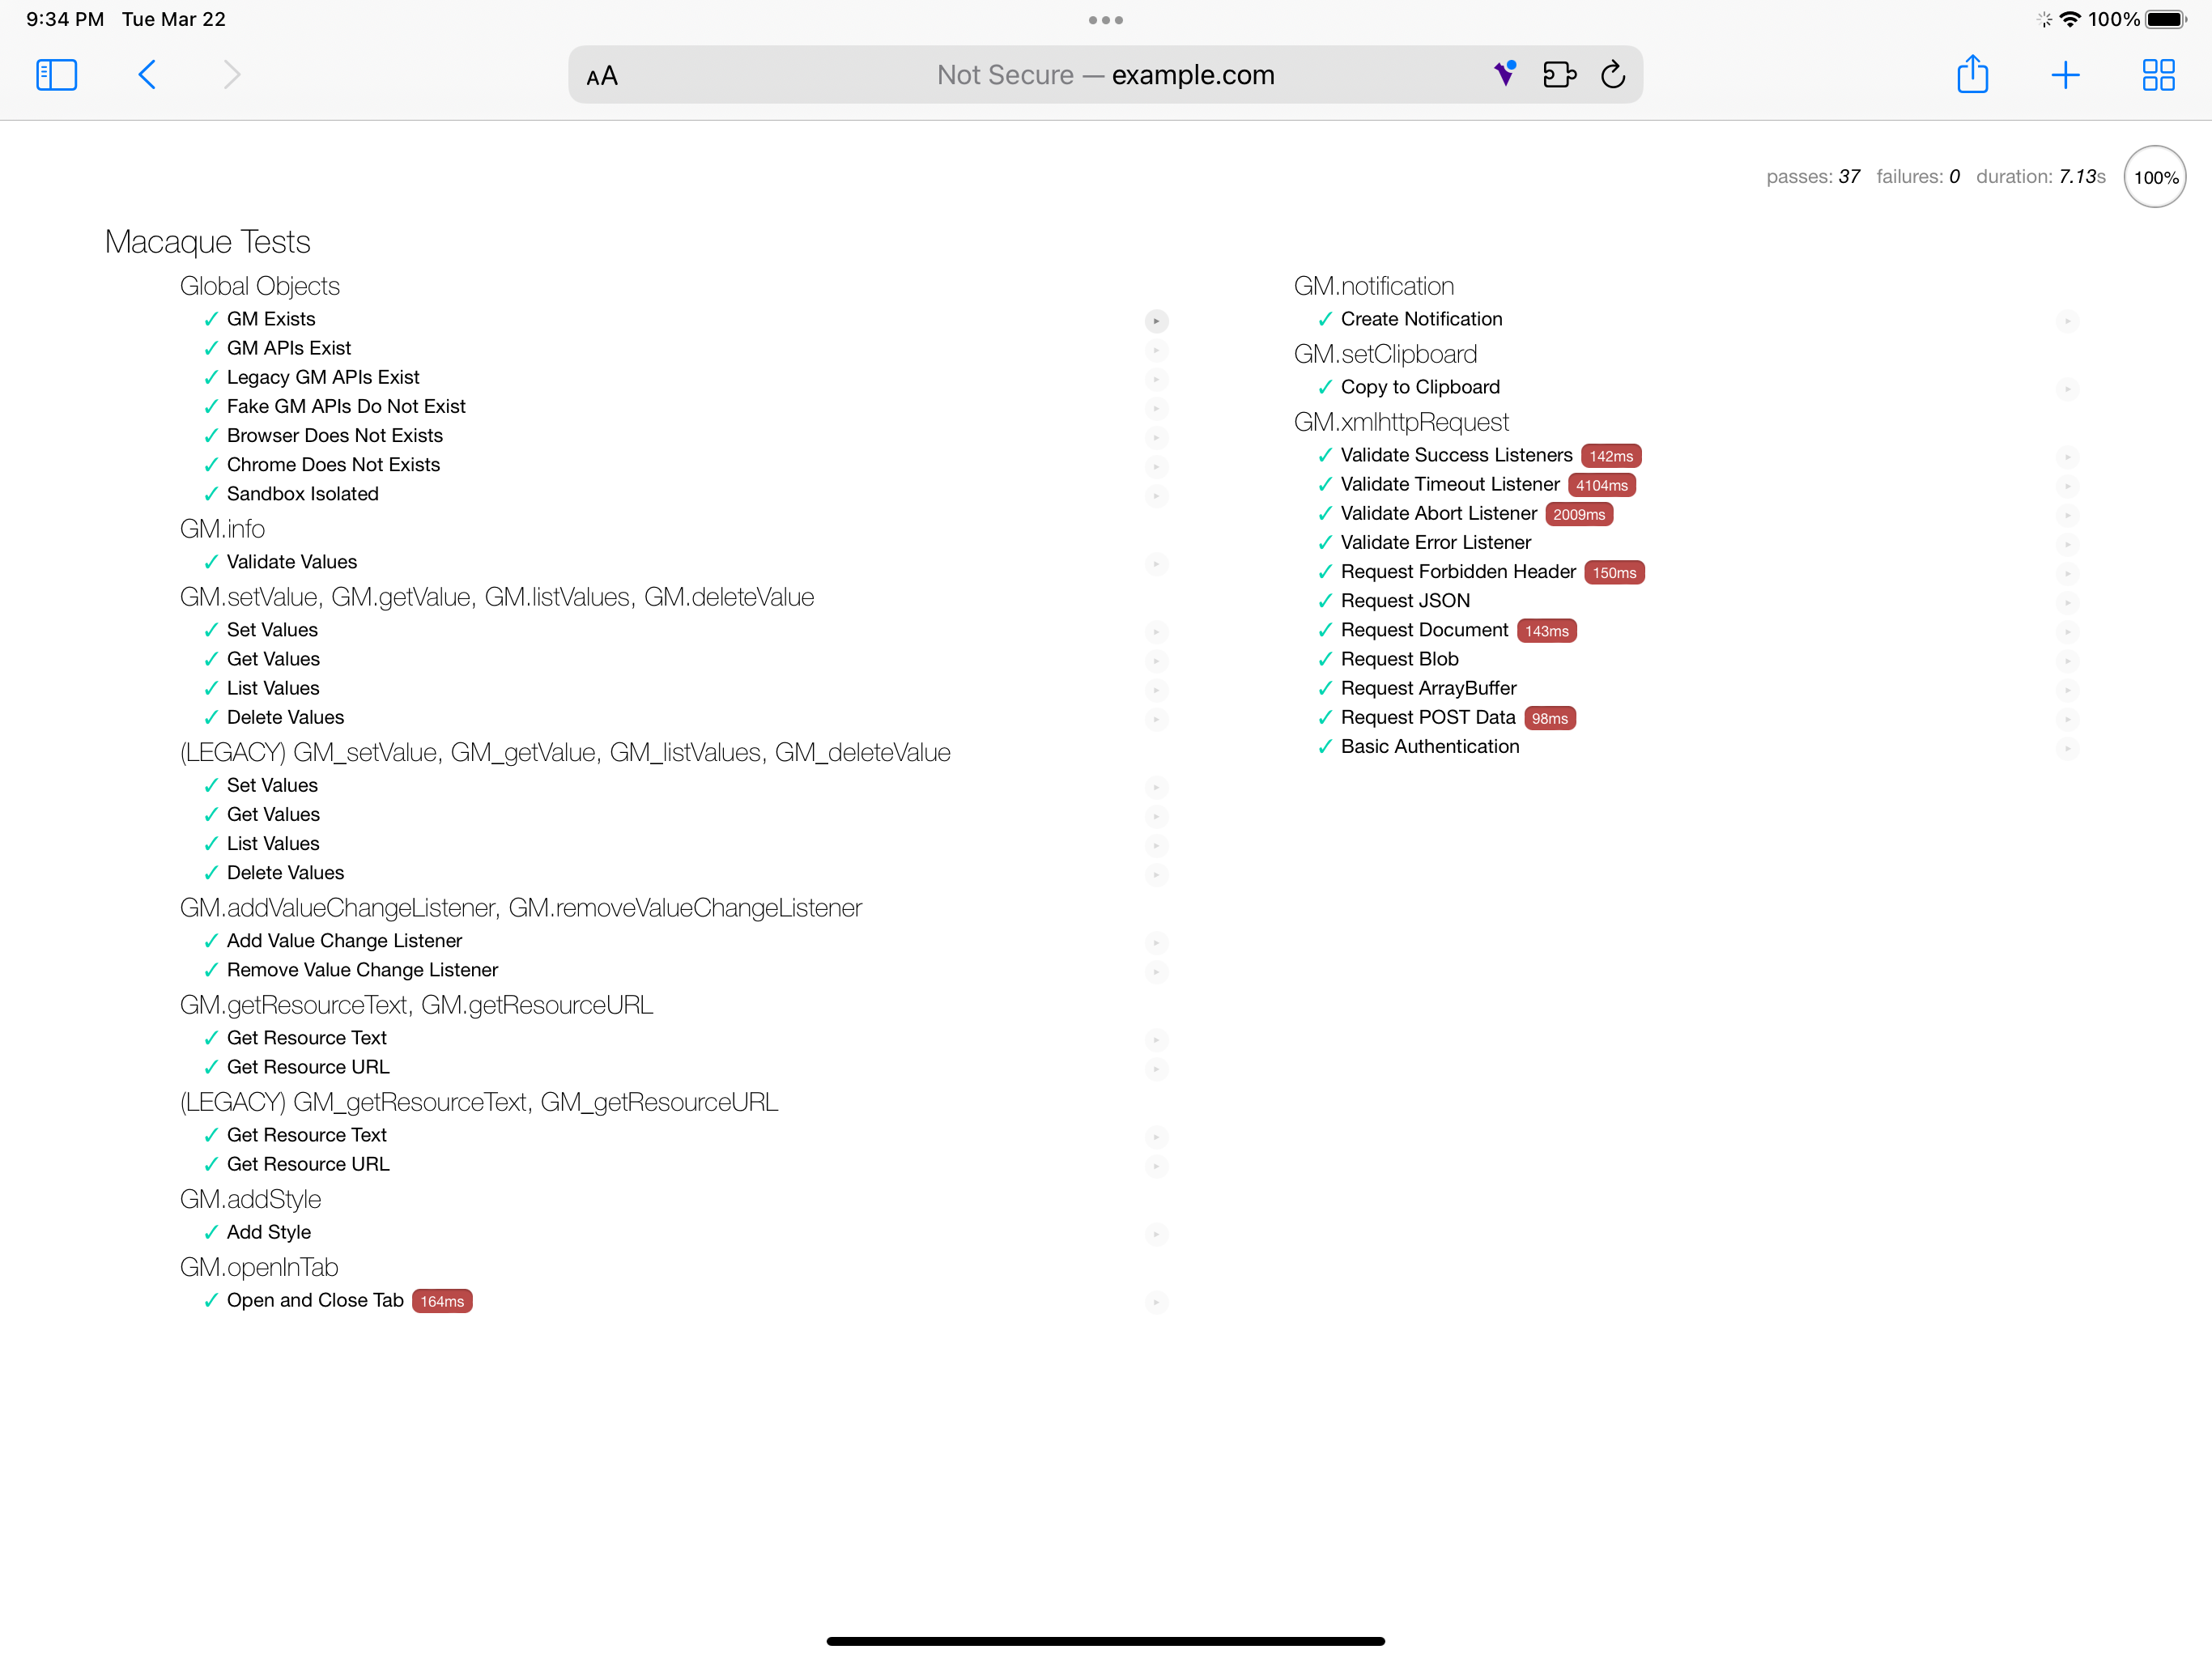 9:34 PM Tue Mar 22
100%
AA
Not Secure — example.com
passes: 37 failures: 0 duration: 7.13s 100%
Macaque Tests
Global Objects
✓ GM Exists
✓ GM APIs Exist
✓ Legacy GM APIs Exist
✓ Fake GM APIs Do Not Exist
✓ Browser Does Not Exists
✓ Chrome Does Not Exists
✓ Sandbox Isolated
GM.info
✓ Validate Values
GM.setValue, GM.getValue, GM.listValues, GM.deleteValue
✓ Set Values
✓ Get Values
✓ List Values
✓ Delete Values
(LEGACY) GM_setValue, GM_getValue, GM_listValues, GM_deleteValue
✓ Set Values
✓ Get Values
✓ List Values
✓ Delete Values
GM.addValueChangeListener, GM.removeValueChangeListener
✓ Add Value Change Listener
✓ Remove Value Change Listener
GM.getResourceText, GM.getResourceURL
✓ Get Resource Text
✓ Get Resource URL
(LEGACY) GM_getResourceText, GM_getResourceURL
✓ Get Resource Text
✓ Get Resource URL
GM.addStyle
✓ Add Style
GM.openInTab
✓ Open and Close Tab 164ms
GM.notification
✓ Create Notification
GM.setClipboard
✓ Copy to Clipboard
GM.xmlhttpRequest
✓ Validate Success Listeners 142ms
✓ Validate Timeout Listener 4104ms
✓ Validate Abort Listener 2009ms
✓ Validate Error Listener
✓ Request Forbidden Header 150ms
✓ Request JSON
✓ Request Document 143ms
✓ Request Blob
✓ Request ArrayBuffer
✓ Request POST Data 98ms
✓ Basic Authentication